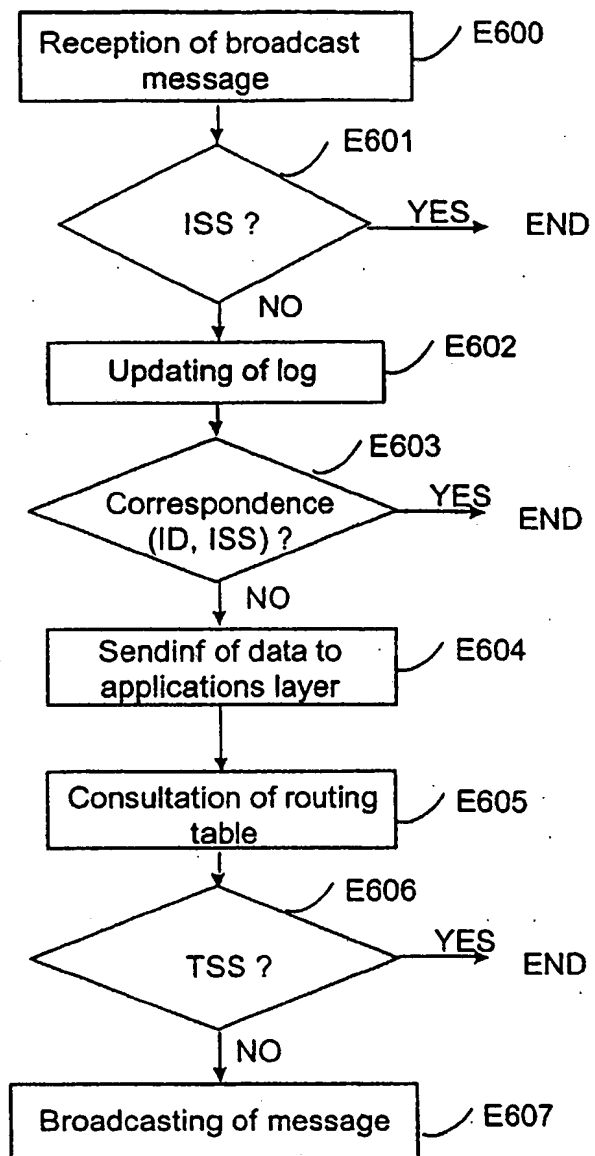 Reception of broadcast
message
E600
E601
ISS ?
YES
END
NO
Updating of log
E602
E603
Correspondence
(ID, ISS) ?
YES
END
NO
Sendinf of data to
applications layer
E604
Consultation of routing
table
E605
E606
TSS ?
YES
END
NO
Broadcasting of message
E607